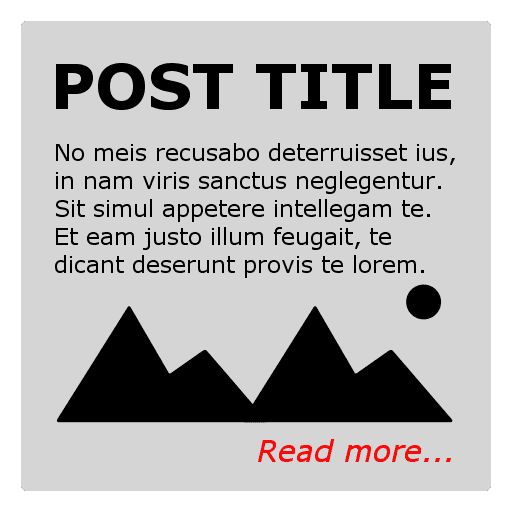 POST TITLE
No meis recusabo deterruisset ius,
in nam viris sanctus neglegentur.
Sit simul appetere intellegam te.
Et eam justo illum feugait, te
dicant deserunt provis te lorem.
Read more...